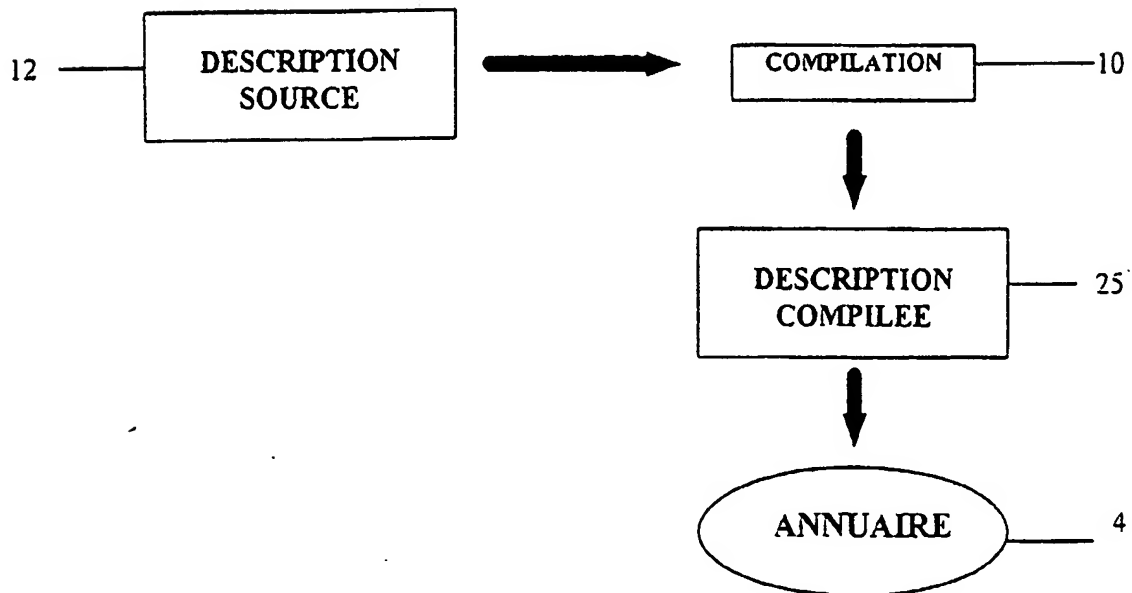 12
DESCRIPTION
SOURCE
COMPILATION
10
DESCRIPTION
COMPILEE
25
ANNUAIRE
4